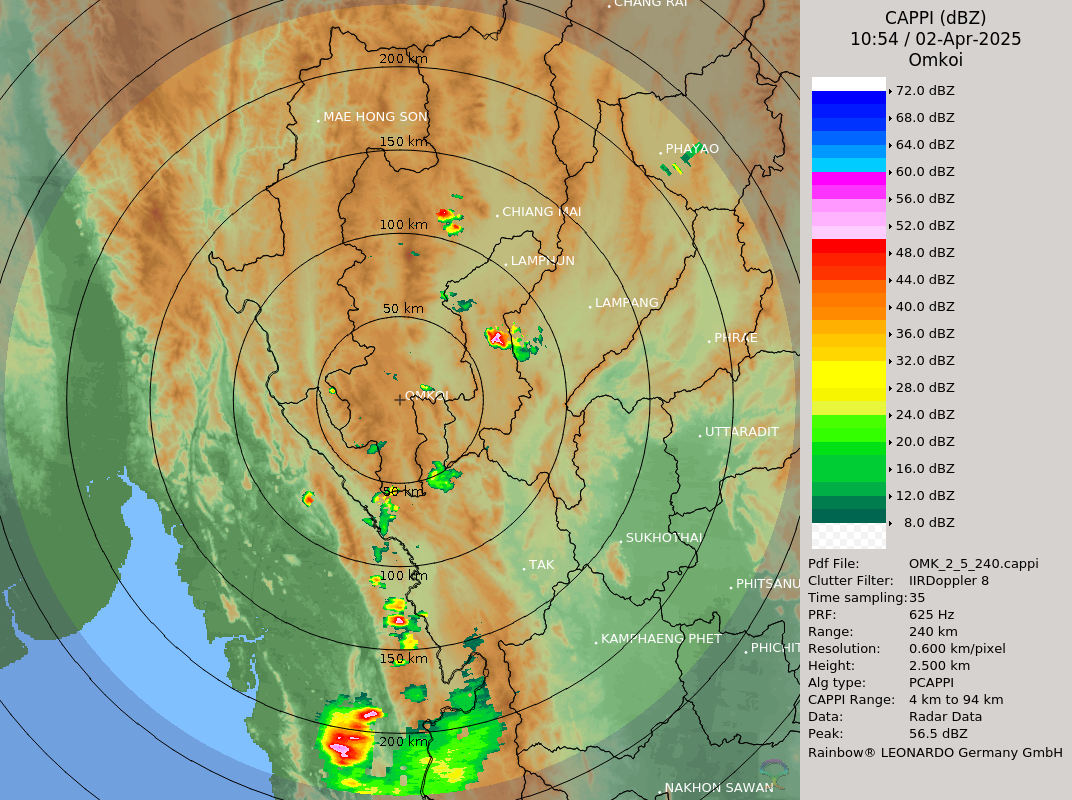 CHANG RAI
200 km
MAE HONG SON
150 km
PHAYAO
CHIANG MAI
100 km
LAMPHUN
LAMPANG
50 km
PHRAE
OMKOI
UTTARADIT
50 km
SUKHOTHAI
TAK
100 km
PHITSANU
KAMPHAENG PHET
PHICHIT
150 km
200 km
NAKHON SAWAN
CAPPI (dBZ)
10:54 / 02-Apr-2025
Omkoi
72.0 dBZ
68.0 dBZ
64.0 dBZ
60.0 dBZ
56.0 dBZ
52.0 dBZ
48.0 dBZ
44.0 dBZ
40.0 dBZ
36.0 dBZ
32.0 dBZ
28.0 dBZ
24.0 dBZ
20.0 dBZ
16.0 dBZ
12.0 dBZ
8.0 dBZ
Pdf File: OMK_2_5_240.cappi
Clutter Filter: IIRDoppler 8
Time sampling:35
PRF: 625 Hz
Range: 240 km
Resolution: 0.600 km/pixel
Height: 2.500 km
Alg type: PCAPPI
CAPPI Range: 4 km to 94 km
Data: Radar Data
Peak: 56.5 dBZ
Rainbow® LEONARDO Germany GmbH